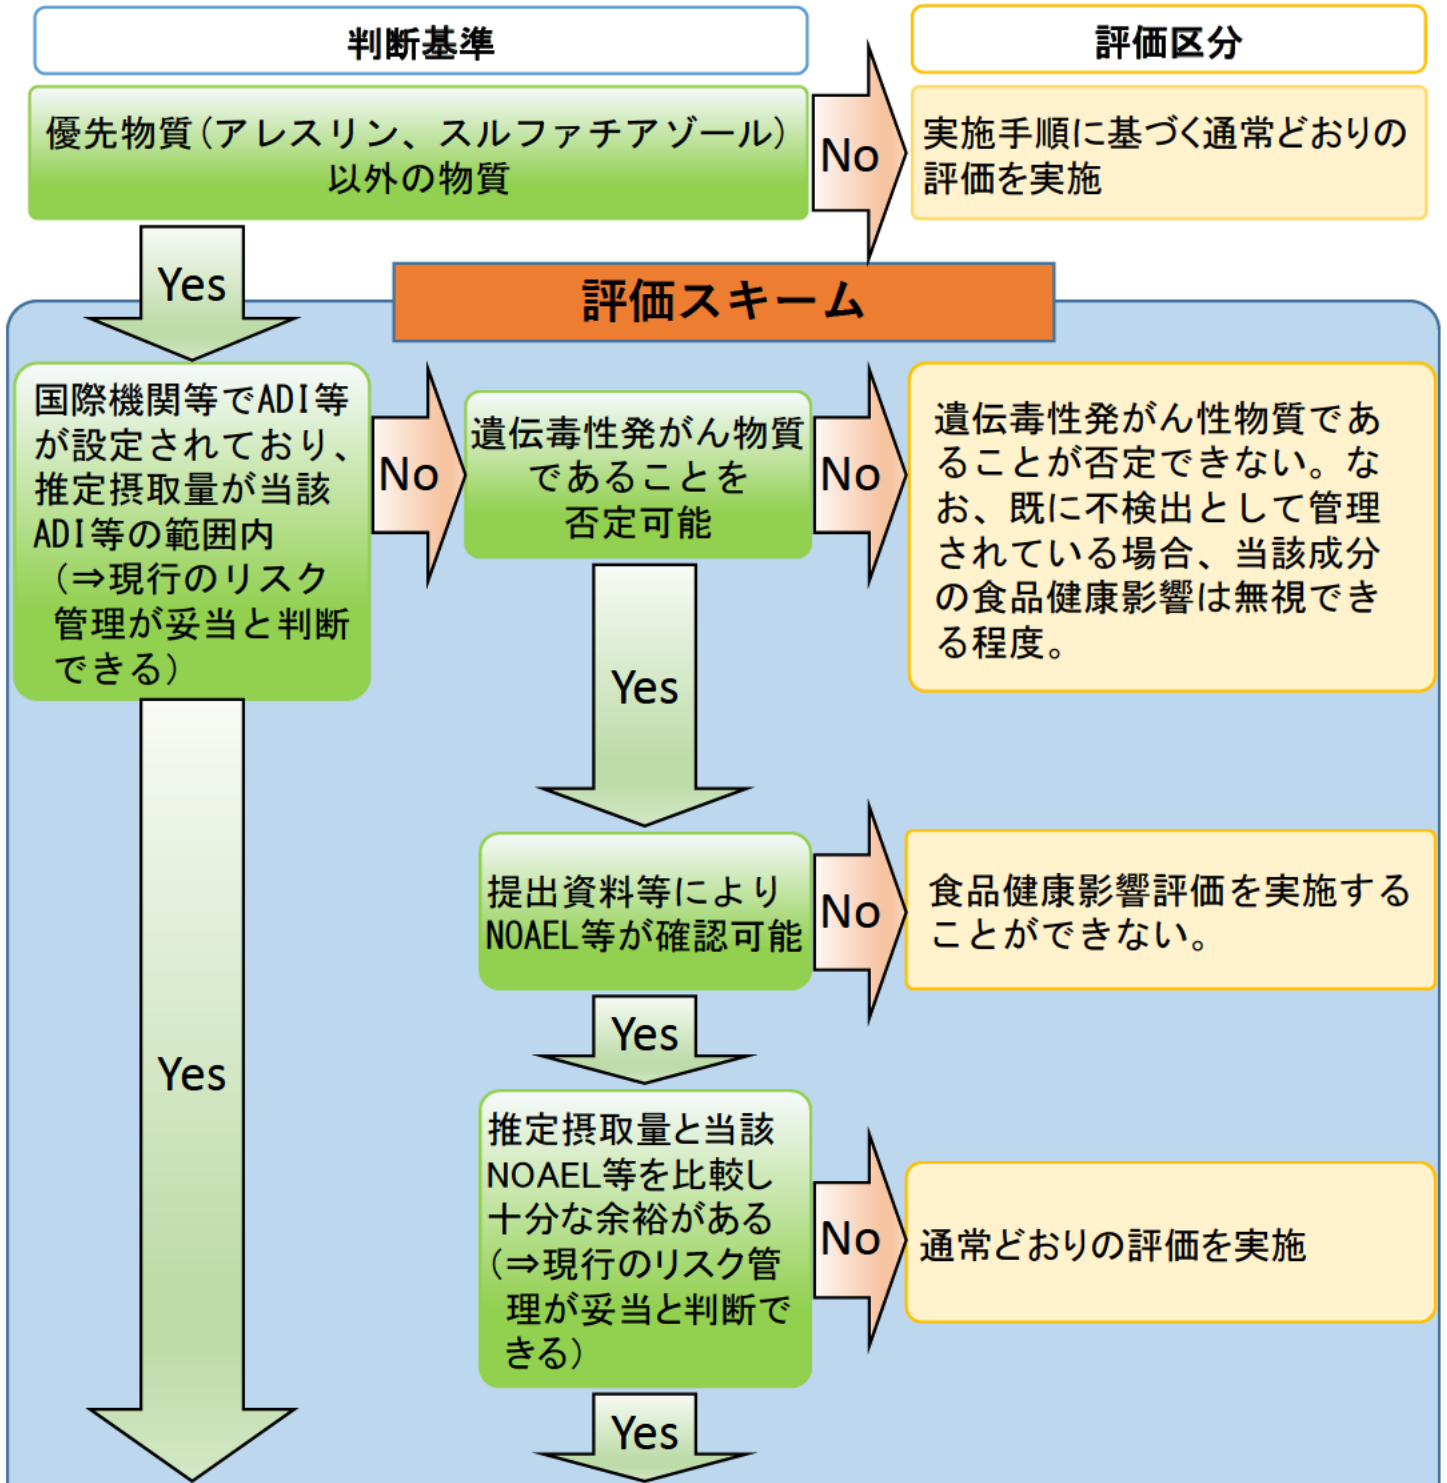 判断基準
評価区分
優先物質(アレスリン、スルファチアゾール)
以外の物質
No
実施手順に基づく通常どおりの
評価を実施
Yes
評価スキーム
国際機関等でADI等
が設定されており、
推定摂取量が当該
ADI等の範囲内
(⇒現行のリスク
管理が妥当と判断
できる)
No
遺伝毒性発がん物質
であることを
否定可能
No
遺伝毒性発がん性物質であ
ることが否定できない。な
お、既に不検出として管理
されている場合、当該成分
の食品健康影響は無視でき
る程度。
Yes
提出資料等により
NOAEL等が確認可能
No
食品健康影響評価を実施する
ことができない。
Yes
Yes
推定摂取量と当該
NOAEL等を比較し
十分な余裕がある
(⇒現行のリスク管
理が妥当と判断で
きる)
No
通常どおりの評価を実施
Yes